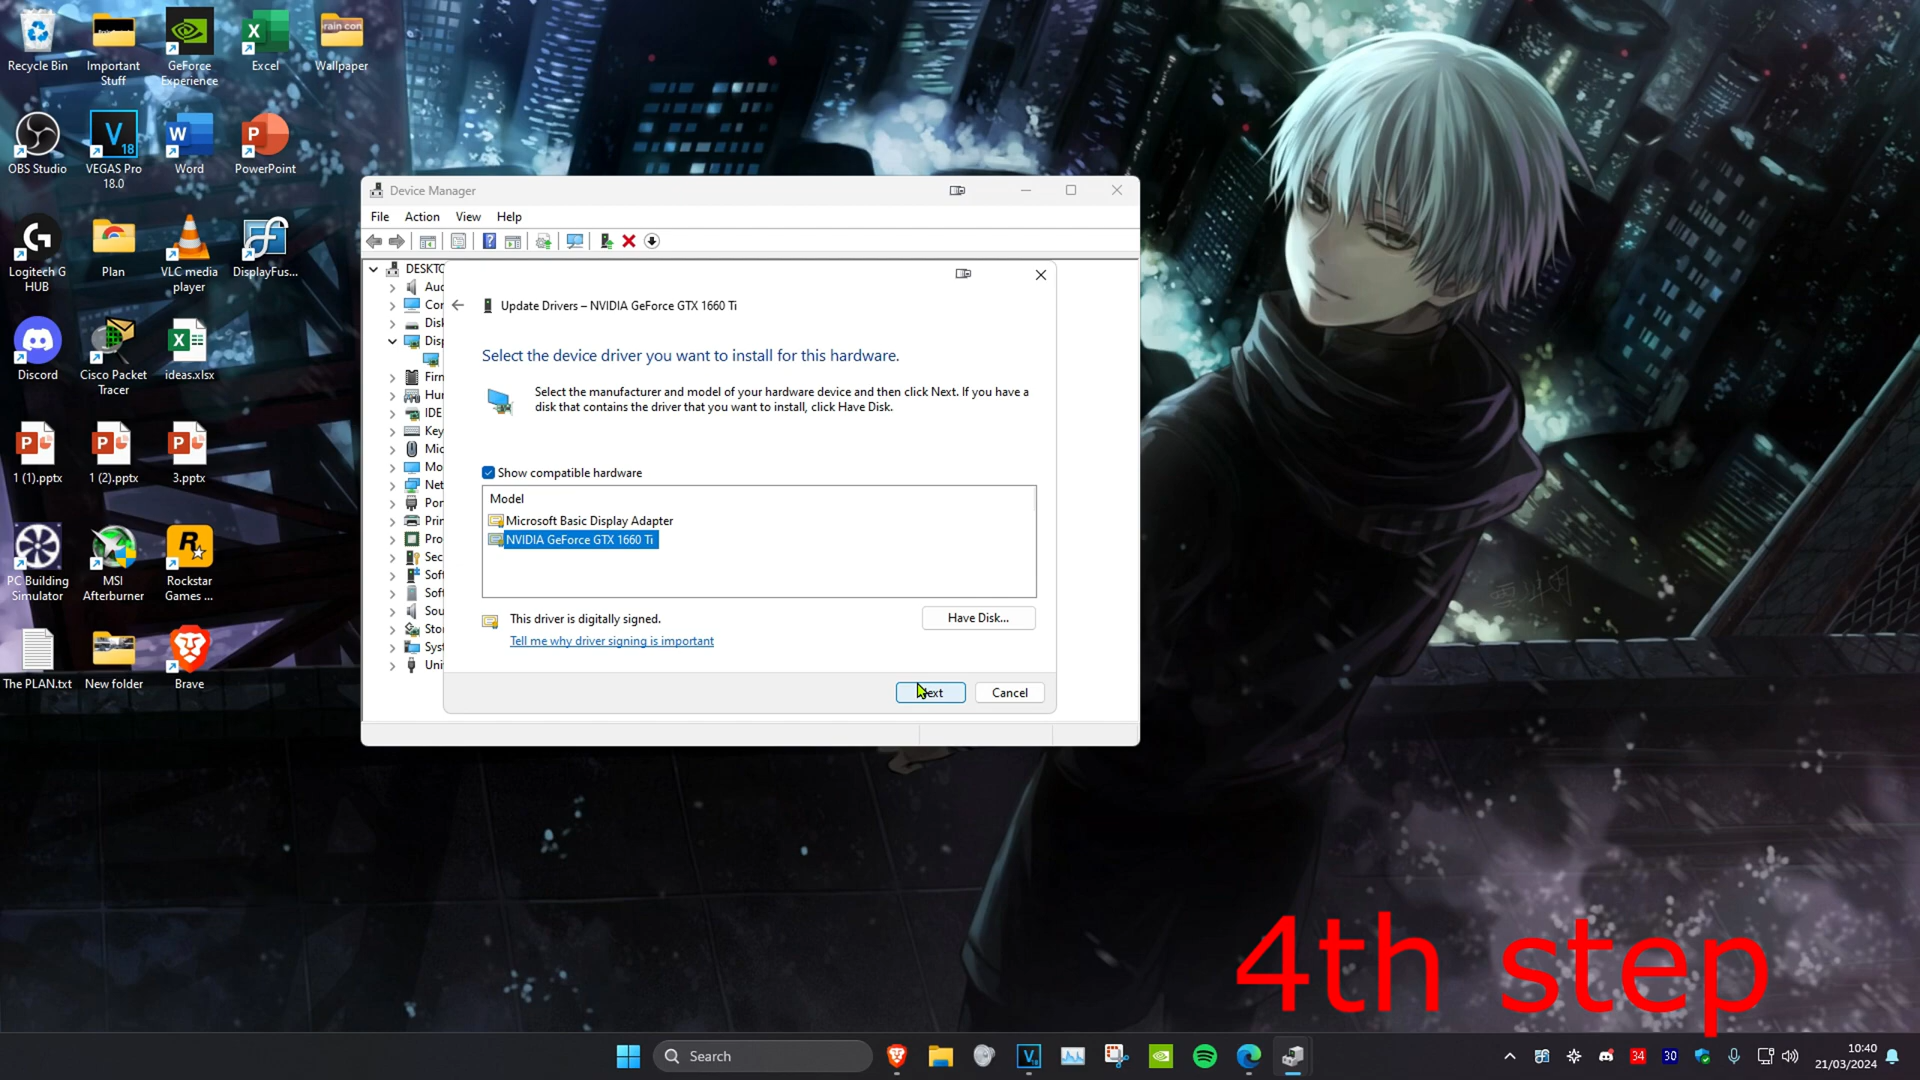 Recycle Bin
Important
Stuff
GeForce
Experience
Excel
Wallpaper
OBS Studio
VEGAS Pro
18.0
Word
PowerPoint
Logitech G
HUB
Plan
VLC media
player
DisplayFus...
Discord
Cisco Packet
Tracer
ideas.xlsx
1 (1).pptx
1 (2).pptx
3.pptx
PC Building
Simulator
MSI
Afterburner
Rockstar
Games ...
The PLAN.txt
New folder
Brave
Device Manager
File Action View Help
DESKTO
Update Drivers – NVIDIA GeForce GTX 1660 Ti
Select the device driver you want to install for this hardware.
Select the manufacturer and model of your hardware device and then click Next. If you have a
disk that contains the driver that you want to install, click Have Disk.
Show compatible hardware
Model
Microsoft Basic Display Adapter
NVIDIA GeForce GTX 1660 Ti
This driver is digitally signed.
Have Disk...
Tell me why driver signing is important
Cancel
4th step
Search
34
30
10:40
21/03/2024